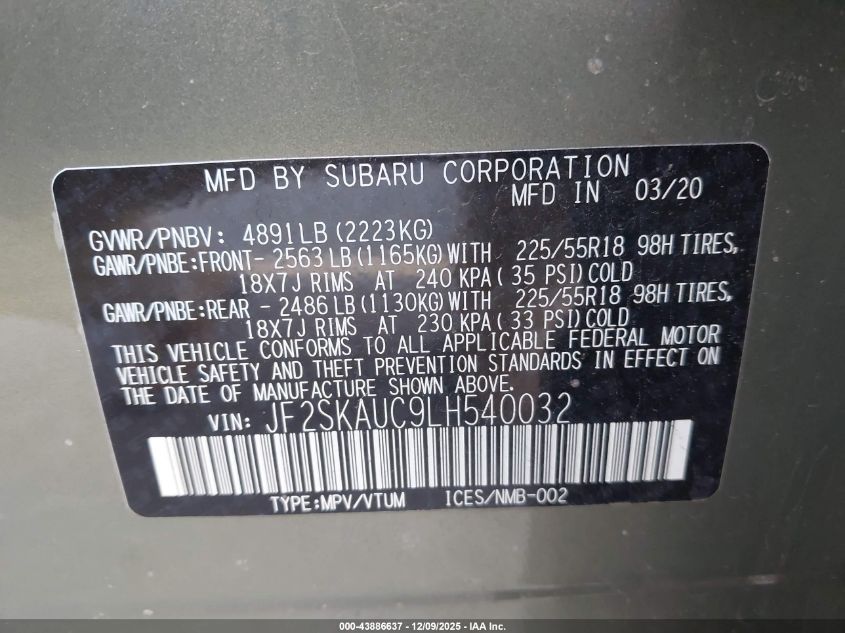 MFD BY SUBARU CORPORATION
MFD IN 03/20
GVWR/PNBV: 4891LB (2223KG)
GAWR/PNBE:FRONT- 2563LB (1165KG) WITH 225/55R18 98H TIRES,
18X7J RIMS AT 240 KPA (35 PSI) COLD
GAWR/PNBE:REAR - 2486LB (1130KG) WITH 225/55R18 98H TIRES,
18X7J RIMS AT 230 KPA (33 PSI) COLD
THIS VEHICLE CONFORMS TO ALL APPLICABLE FEDERAL MOTOR
VEHICLE SAFETY AND THEFT PREVENTION STANDARDS IN EFFECT ON
THE DATE OF MANUFACTURE SHOWN ABOVE.
VIN: JF2SKAUC9LH540032
TYPE:MPV/VTUM ICES/NMB-002
000-43886637 - 12/09/2025 - IAA Inc.